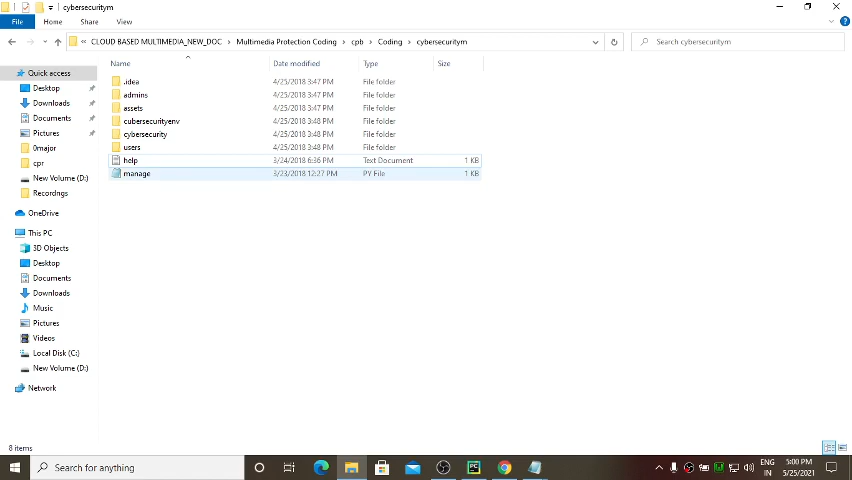 cybersecuritym
File
Home
Share
View
CLOUD BASED MULTIMEDIA_NEW_DOC > Multimedia Protection Coding > cpb > Coding > cybersecuritym
Search cybersecuritym
Name
Date modified
Type
Size
Quick access
Desktop
Downloads
Documents
Pictures
0major
cpr
New Volume (D:)
Recordngs
OneDrive
This PC
3D Objects
Desktop
Documents
Downloads
Music
Pictures
Videos
Local Disk (C:)
New Volume (D:)
Network
.idea 4/25/2018 3:47 PM File folder
admins 4/25/2018 3:47 PM File folder
assets 4/25/2018 3:47 PM File folder
cubersecurityenv 4/25/2018 3:48 PM File folder
cybersecurity 4/25/2018 3:48 PM File folder
users 4/25/2018 3:48 PM File folder
help 3/24/2018 6:36 PM Text Document 1 KB
manage 3/23/2018 12:27 PM PY File 1 KB
8 items
Search for anything
ENG
IN
5:00 PM
5/25/2021